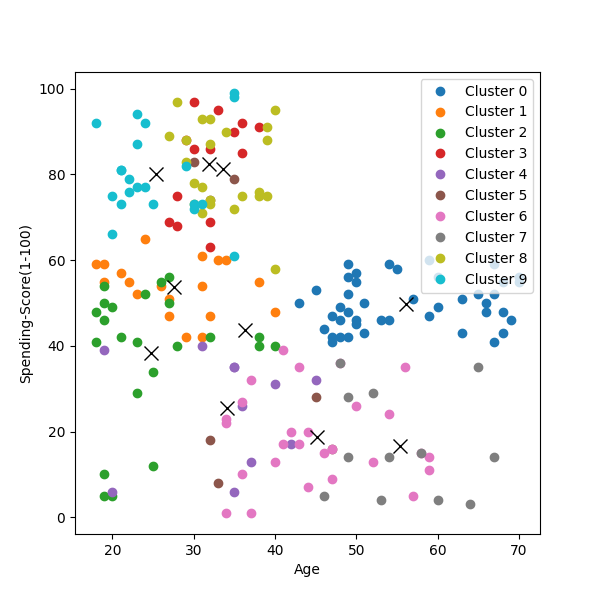 100
80
60
40
20
0
Spending-Score(1-100)
20 30 40 50 60 70
Age
Cluster 0
Cluster 1
Cluster 2
Cluster 3
Cluster 4
Cluster 5
Cluster 6
Cluster 7
Cluster 8
Cluster 9